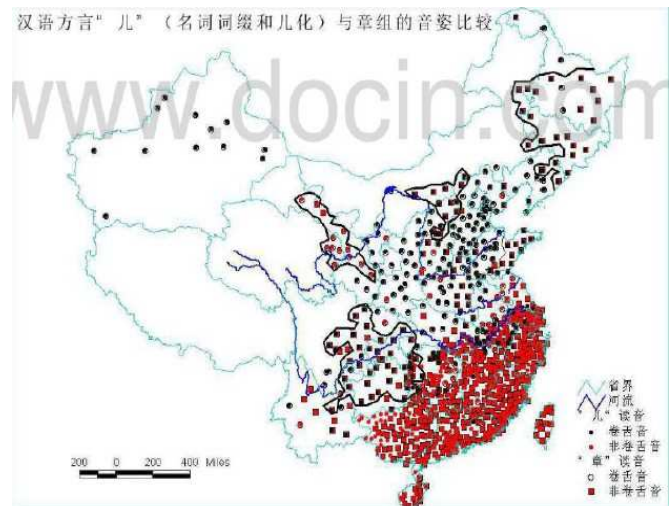 汉语方言“儿”（名词词缀和儿化）与章组的音姿比较
www.docin.com
省界
河流
儿”读音
卷舌音
非卷舌音
“章”读音
卷舌音
非卷舌音
200 0 200 400 Miles